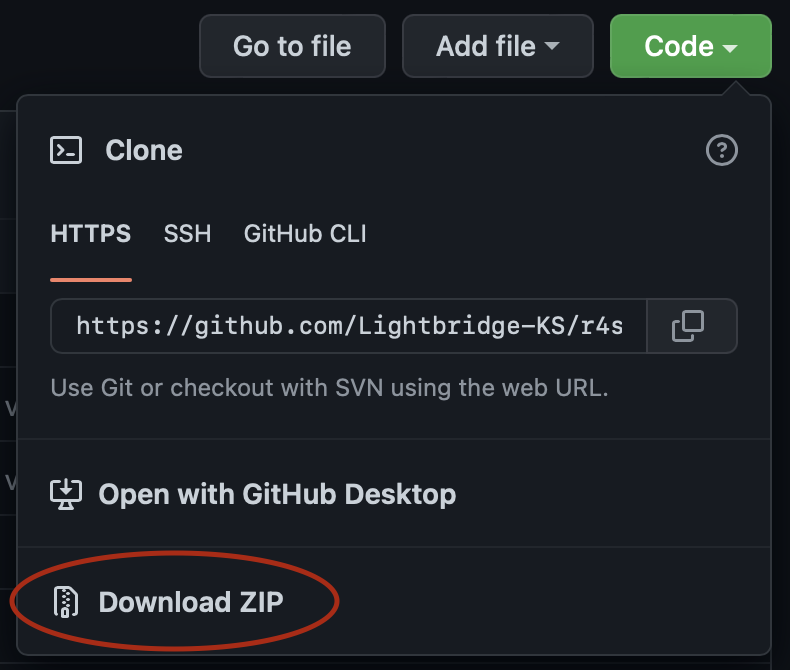 Go to file Add file Code
Clone
HTTPS SSH GitHub CLI
https://github.com/Lightbridge-KS/r4s
Use Git or checkout with SVN using the web URL.
Open with GitHub Desktop
Download ZIP